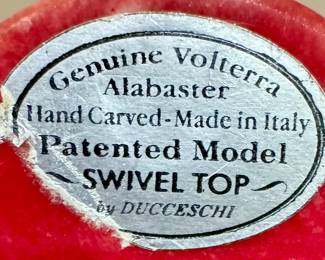 Genuine Volterra
Alabaster
Hand Carved - Made in Italy
Patented Model
~ SWIVEL TOP ~
by DUCCESCHI